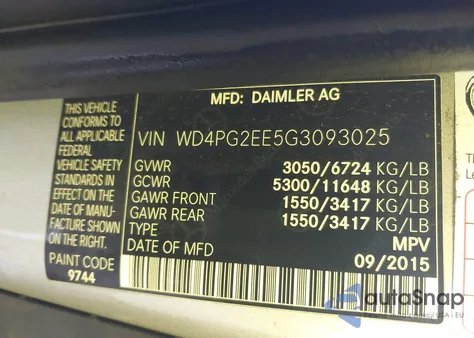 MFD: DAIMLER AG
THIS VEHICLE
CONFORMS TO
ALL APPLICABLE
FEDERAL
STANDARDS IN
EFFECT ON THE
DATE OF MANU-
FACTURE SHOWN
ON THE RIGHT.
PAINT CODE
9744
VIN WD4PG2EE5G3093025
GVWR 3050/6724 KG/LB
GCWR 5300/11648 KG/LB
GAWR FRONT 1550/3417 KG/LB
GAWR REAR 1550/3417 KG/LB
TYPE MPV
DATE OF MFD 09/2015
autoSnap